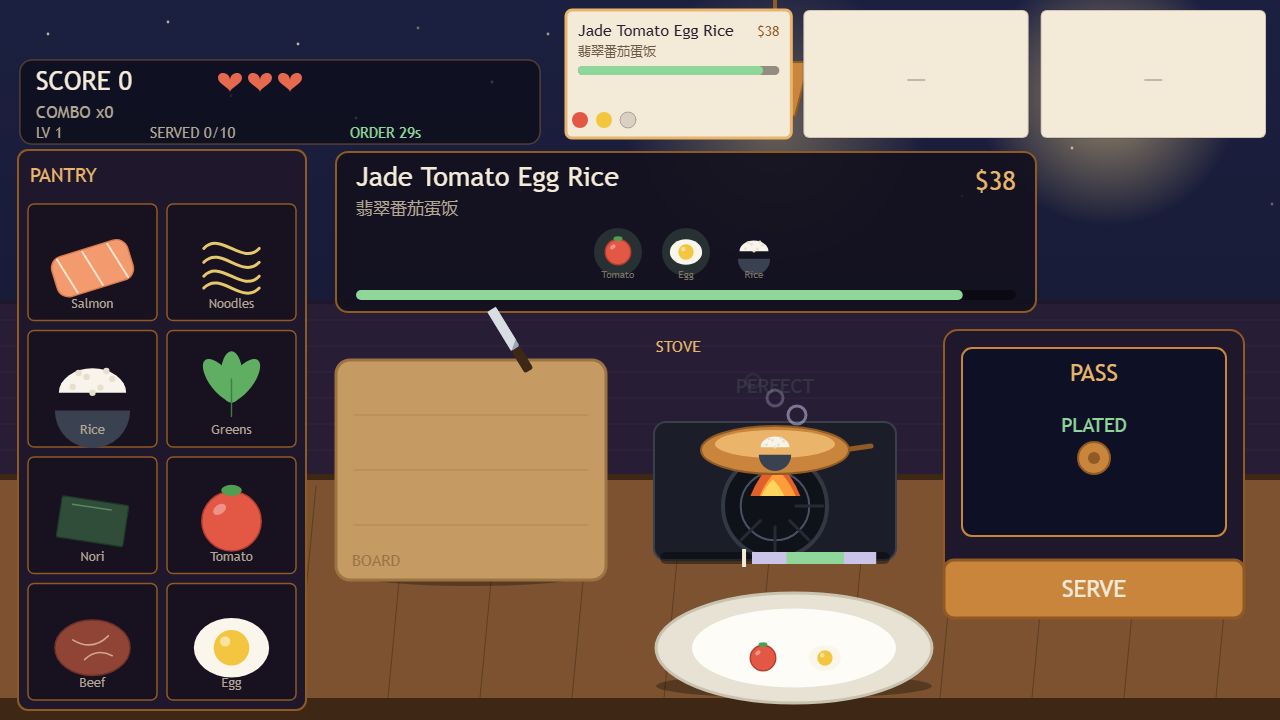 SCORE 0
COMBO x0
LV 1
SERVED 0/10
ORDER 29s
Jade Tomato Egg Rice
$38
翡翠番茄蛋饭
—
—
PANTRY
Salmon
Noodles
Rice
Greens
Nori
Tomato
Beef
Egg
Jade Tomato Egg Rice
$38
翡翠番茄蛋饭
Tomato
Egg
Rice
BOARD
STOVE
PERFECT
PASS
PLATED
SERVE